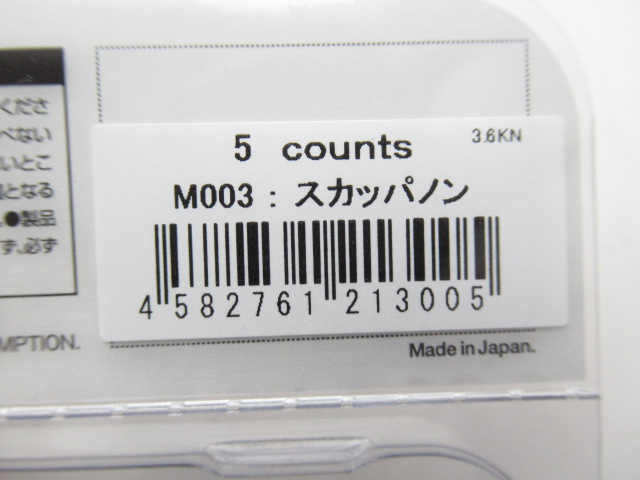 くださ
べない
いとこ
となる
●製品
ず、必ず
5 counts
3.6KN
M003 : スカッパノン
4 582761 213005
MPTION.
Made in Japan.